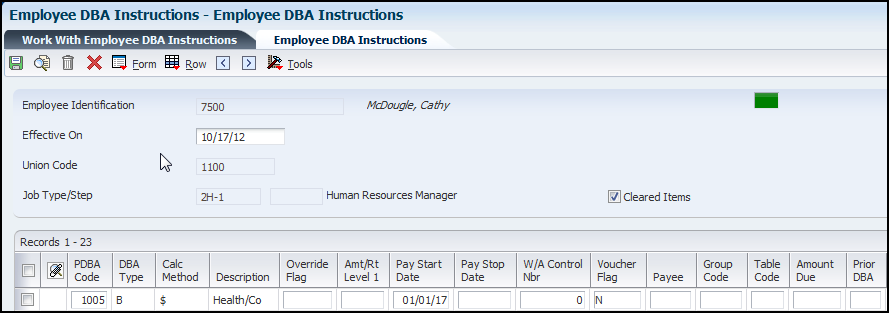 Employee DBA Instructions - Employee DBA Instructions
Work With Employee DBA Instructions Employee DBA Instructions
Form Row Tools
Employee Identification 7500 McDougle, Cathy
Effective On 10/17/12
Union Code 1100
Job Type/Step 2H-1 Human Resources Manager Cleared Items
Records 1 - 23
PDBA Code DBA Type Calc Method Description Override Flag Amt/Rt Level 1 Pay Start Date Pay Stop Date W/A Control Nbr Voucher Flag Payee Group Code Table Code Amount Due Prior DBA
1005 B $ Health/Co 01/01/17 0 N